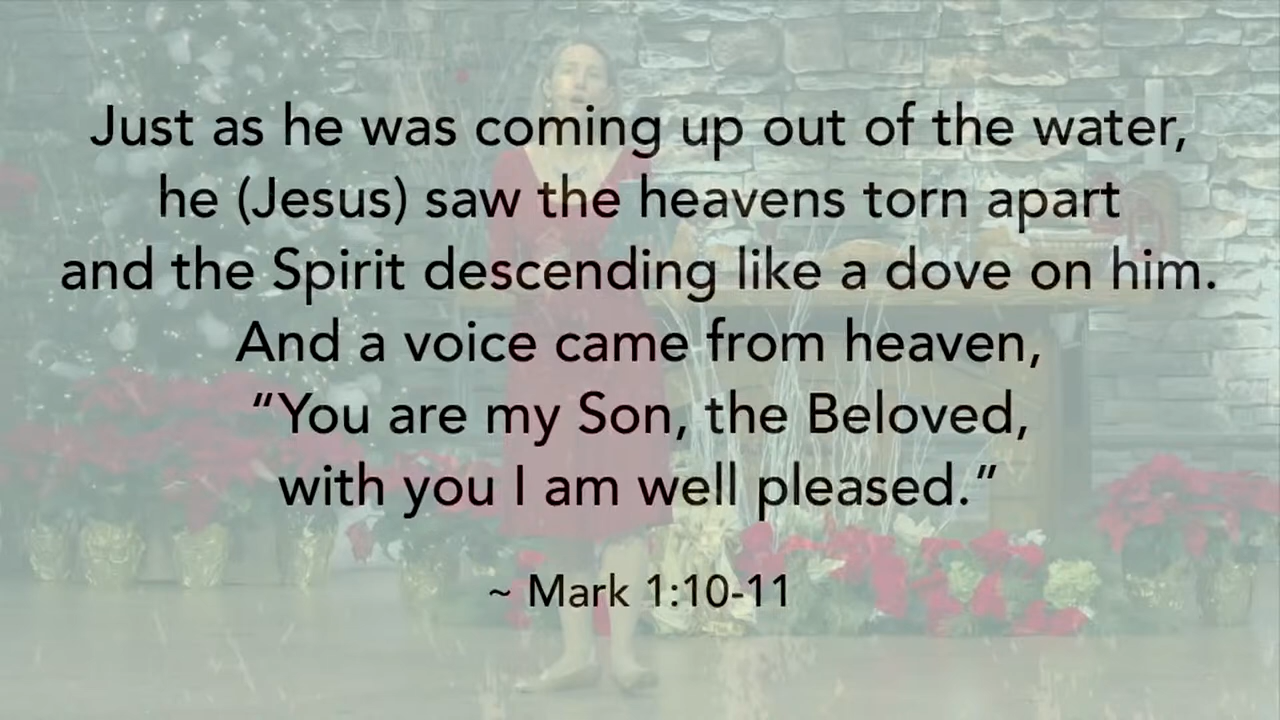 Just as he was coming up out of the water,
he (Jesus) saw the heavens torn apart
and the Spirit descending like a dove on him.
And a voice came from heaven,
“You are my Son, the Beloved,
with you I am well pleased.”
~ Mark 1:10-11